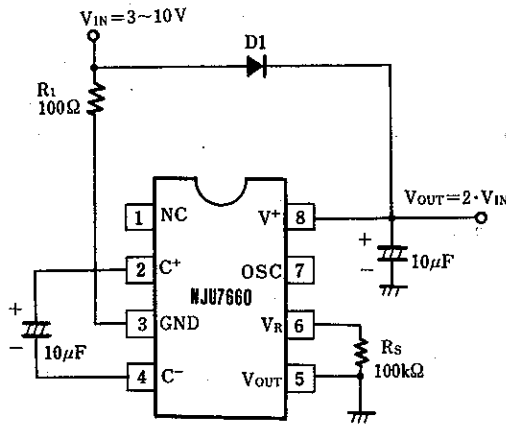 VIN=3~10V
D1
R1
100Ω
VOUT=2·VIN
1 NC
V+ 8
+
-
10μF
2 C+
OSC 7
NJU7660
+
-
10μF
3 GND
VR 6
RS
100kΩ
4 C-
VOUT 5